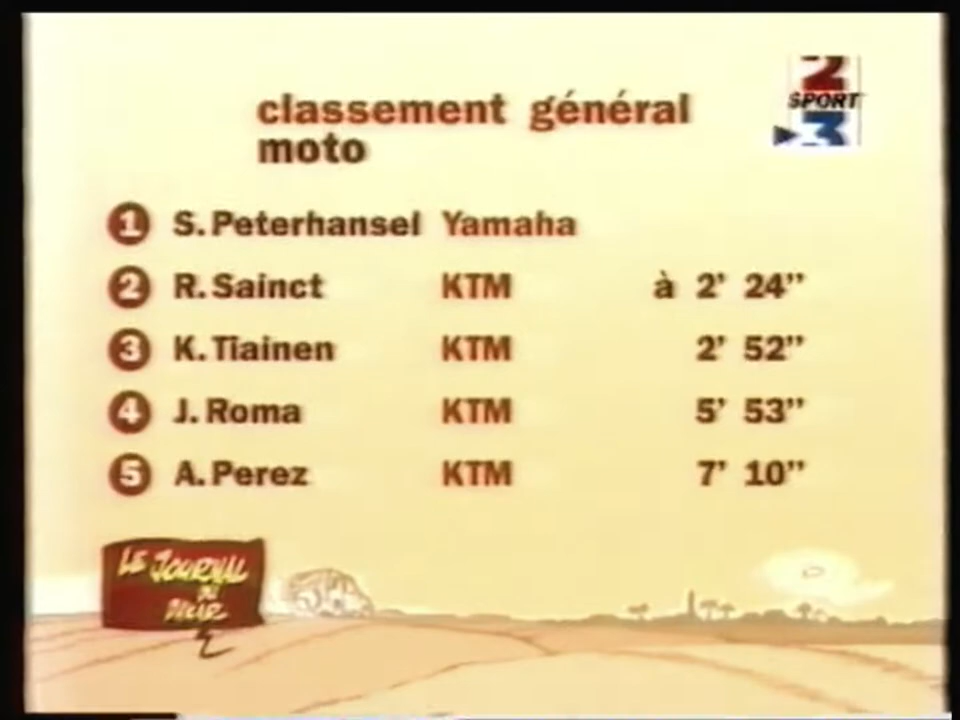 2
SPORT
3
classement général
moto
1 S. Peterhansel Yamaha
2 R. Sainct KTM à 2’ 24”
3 K. Tiainen KTM 2’ 52”
4 J. Roma KTM 5’ 53”
5 A. Perez KTM 7’ 10”
LE JOURNAL
DU
DAKAR